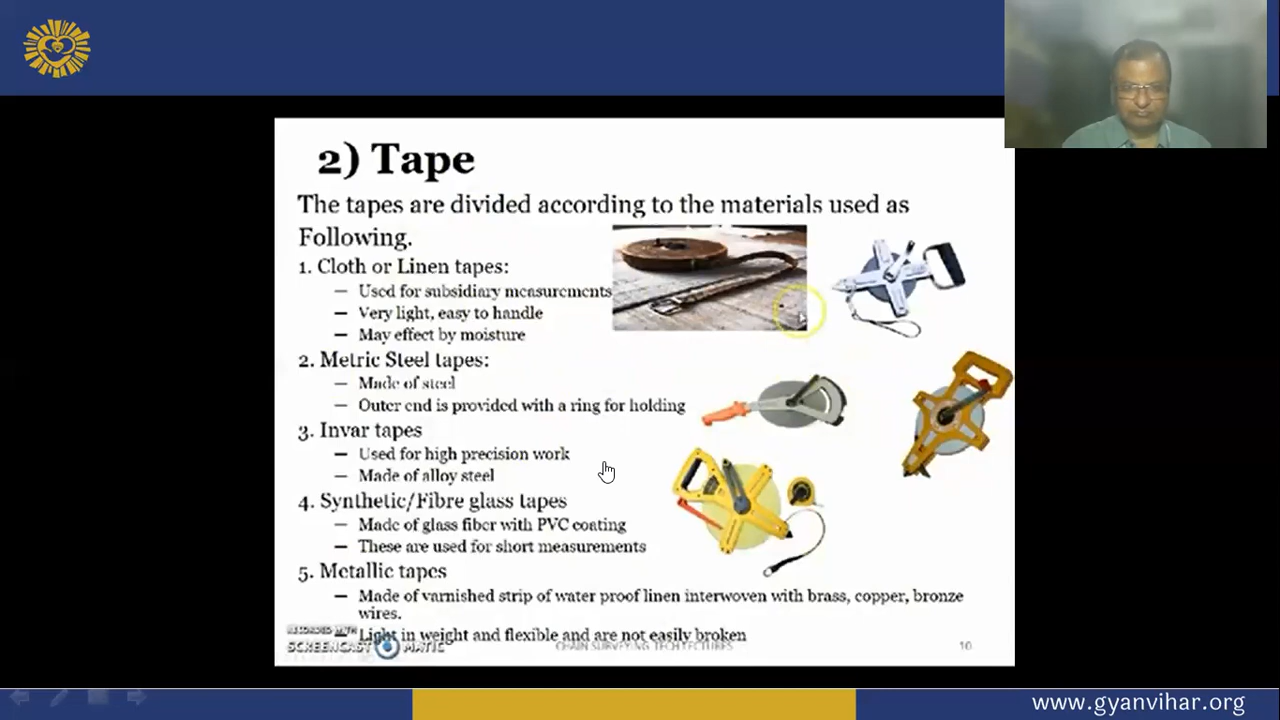 2) Tape
The tapes are divided according to the materials used as
Following.
1. Cloth or Linen tapes:
– Used for subsidiary measurements
– Very light, easy to handle
– May effect by moisture
2. Metric Steel tapes:
– Made of steel
– Outer end is provided with a ring for holding
3. Invar tapes
– Used for high precision work
– Made of alloy steel
4. Synthetic/Fibre glass tapes
– Made of glass fiber with PVC coating
– These are used for short measurements
5. Metallic tapes
– Made of varnished strip of water proof linen interwoven with brass, copper, bronze
wires.
Light in weight and flexible and are not easily broken
RECORDED WITH
SCREENCAST MATIC
CHAIN SURVEYING TECH LECTURES
10
www.gyanvihar.org